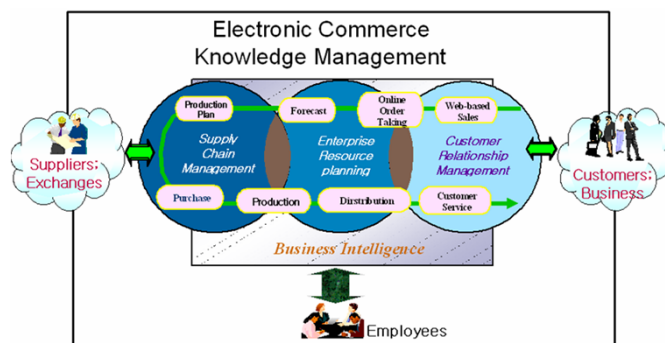 Electronic Commerce
Knowledge Management
Production
Plan
Forecast
Online
Order
Taking
Web-based
Sales
Supply
Chain
Management
Enterprise
Resource
planning
Customer
Relationship
Management
Suppliers:
Exchanges
Customers:
Business
Purchase
Production
Dirstribution
Customer
Service
Business Intelligence
Employees